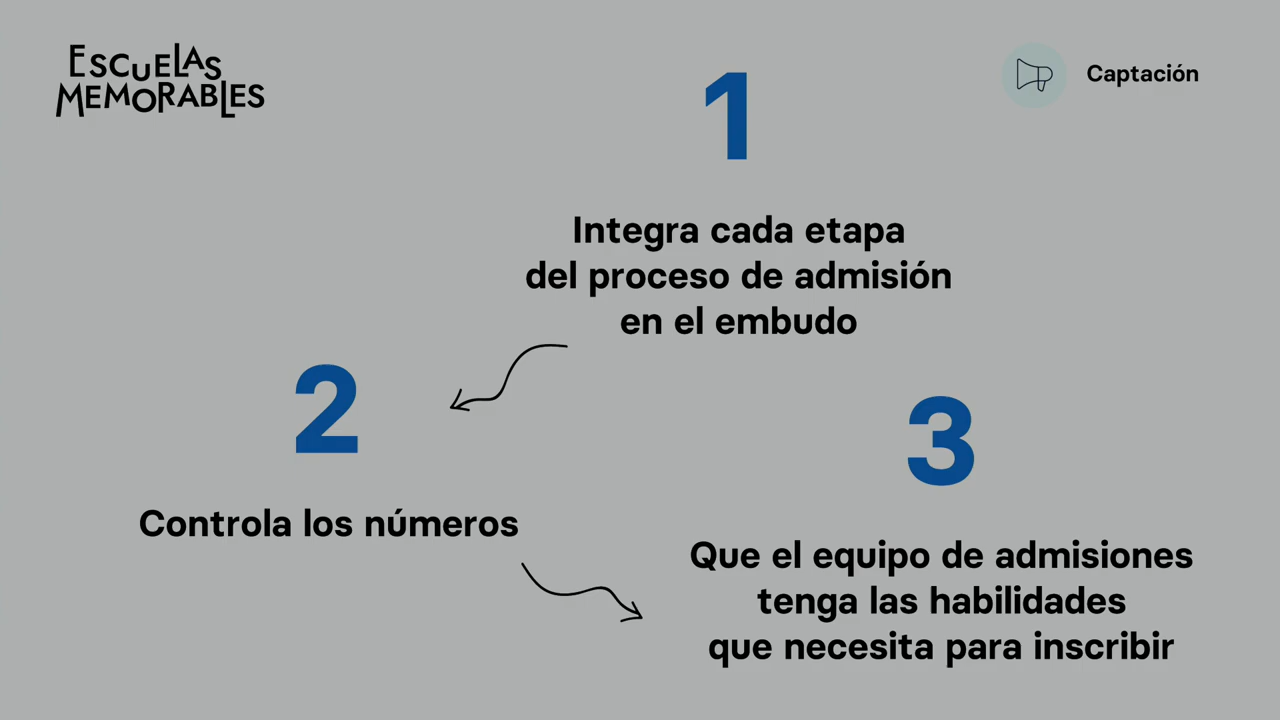 ESCUELAS
MEMORABLES
Captación
1
Integra cada etapa
del proceso de admisión
en el embudo
2
Controla los números
3
Que el equipo de admisiones
tenga las habilidades
que necesita para inscribir